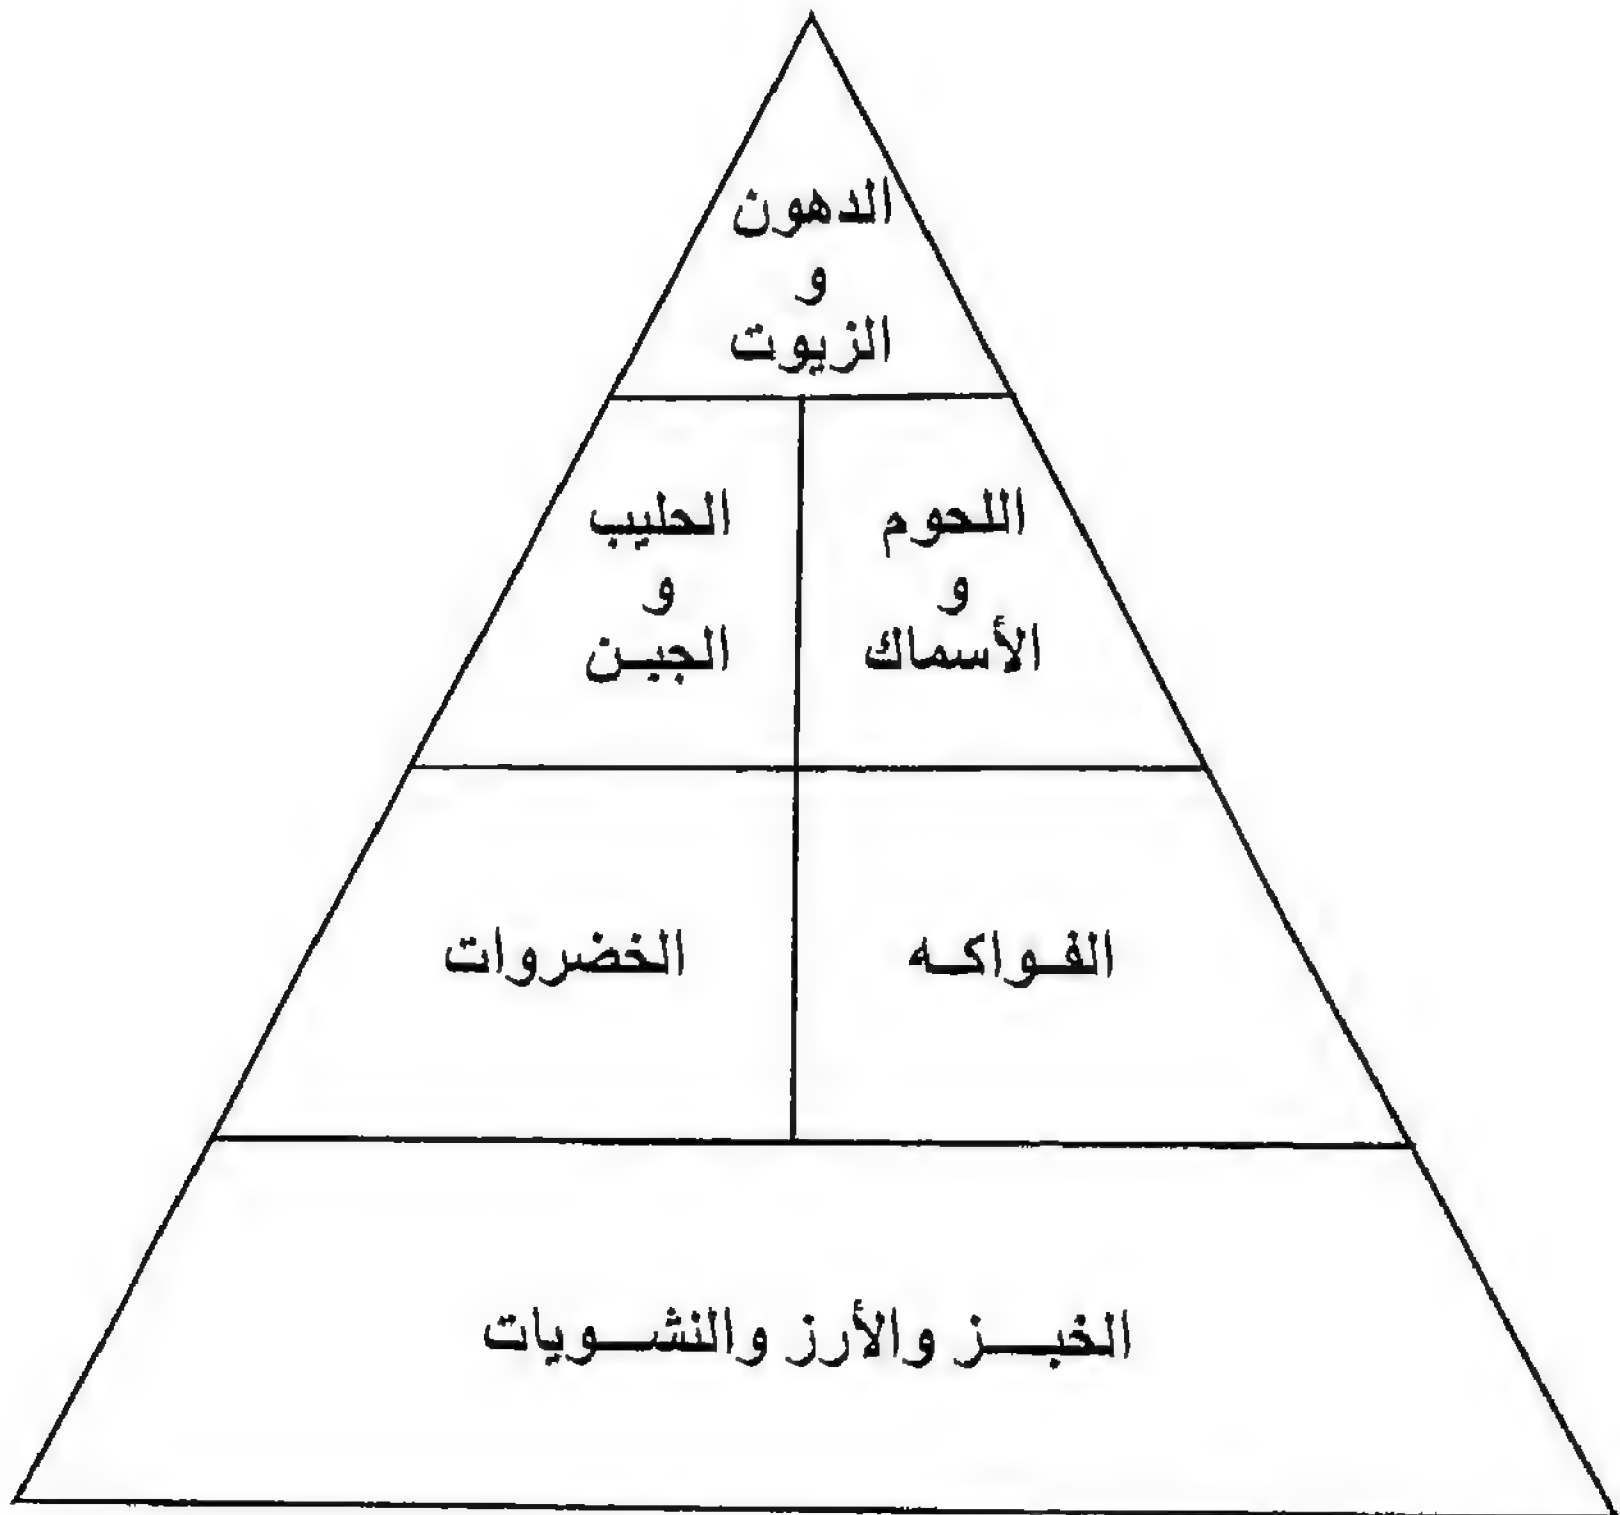 الدهون
و
الزيوت
اللحوم
و
الأسماك
الحليب
و
الجبن
الفواكه
الخضروات
الخبز والأرز والنشويات